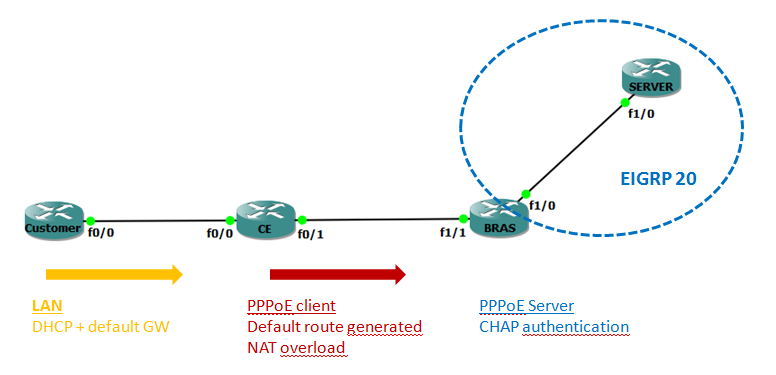 SERVER
f1/0
EIGRP 20
f1/0
Customer
f0/0
f0/0
CE
f0/1
f1/1
BRAS
LAN
DHCP + default GW
PPPoE client
Default route generated
NAT overload
PPPoE Server
CHAP authentication